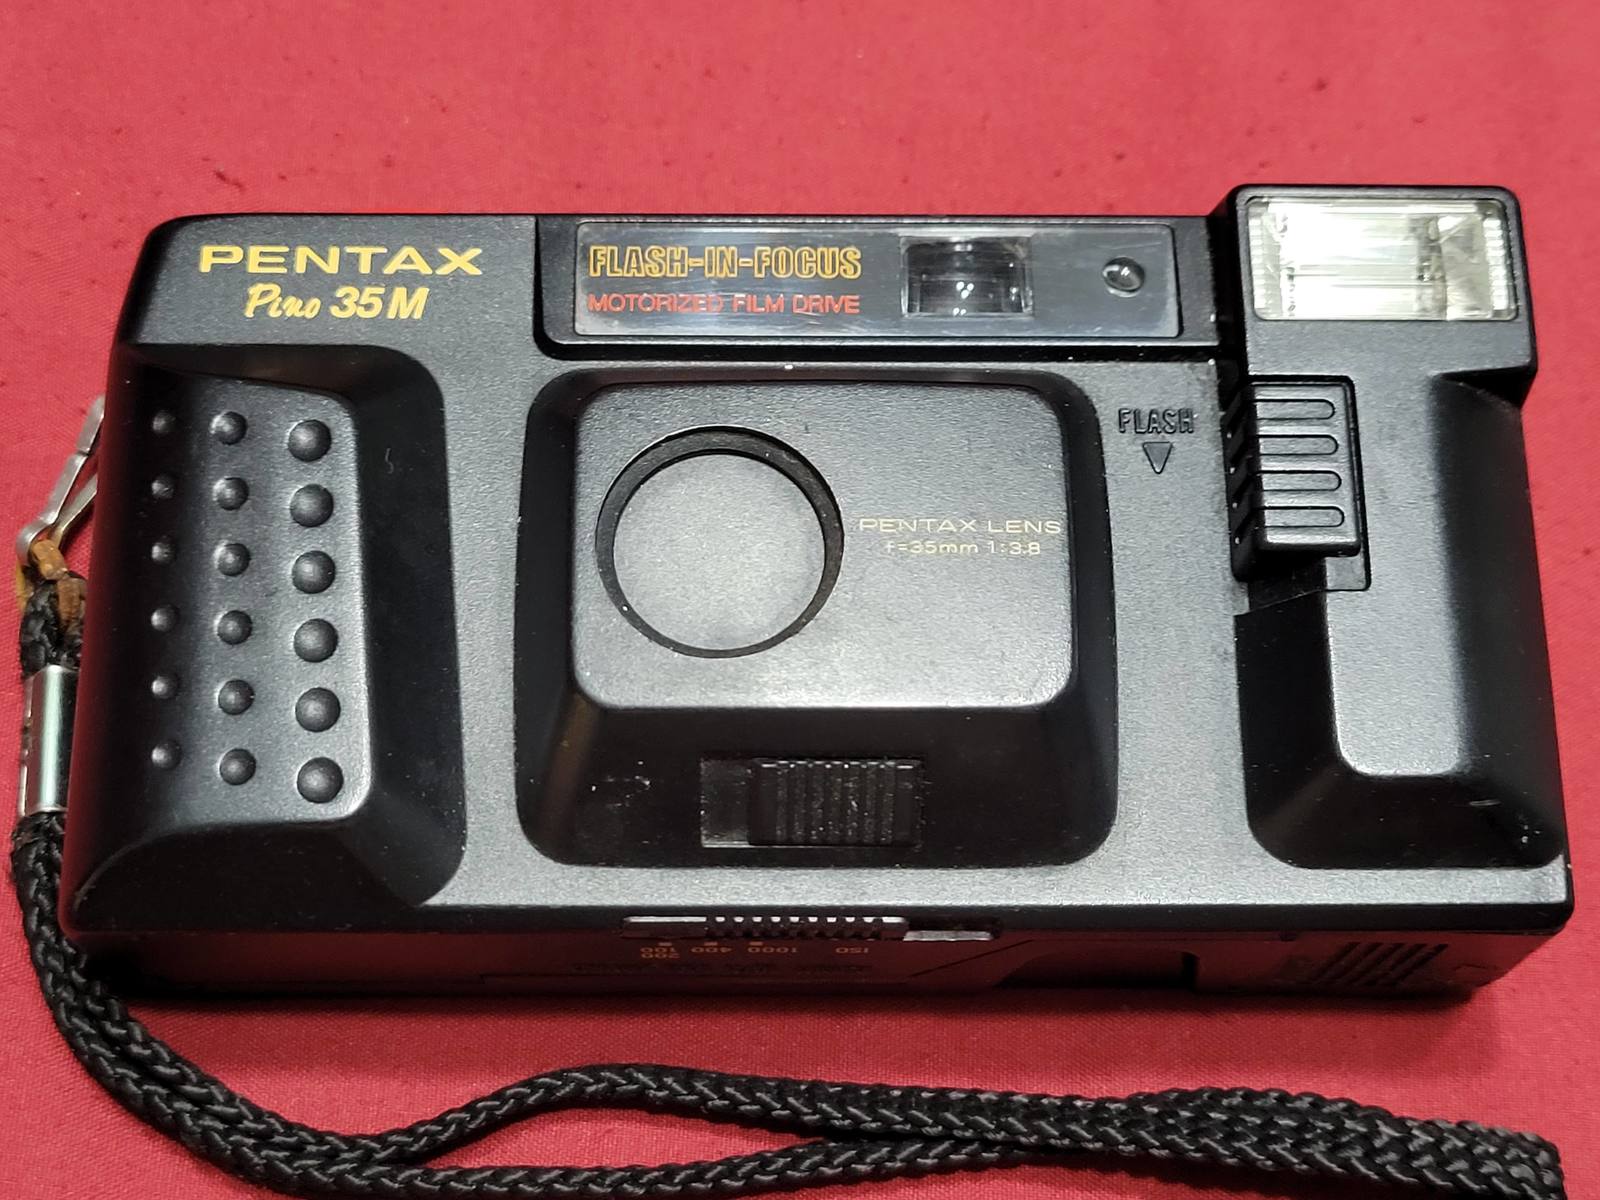 PENTAX
Pino 35M
FLASH-IN-FOCUS
MOTORIZED FILM DRIVE
FLASH
PENTAX LENS
f=35mm 1:3.8
ISO 1000 400 100
200